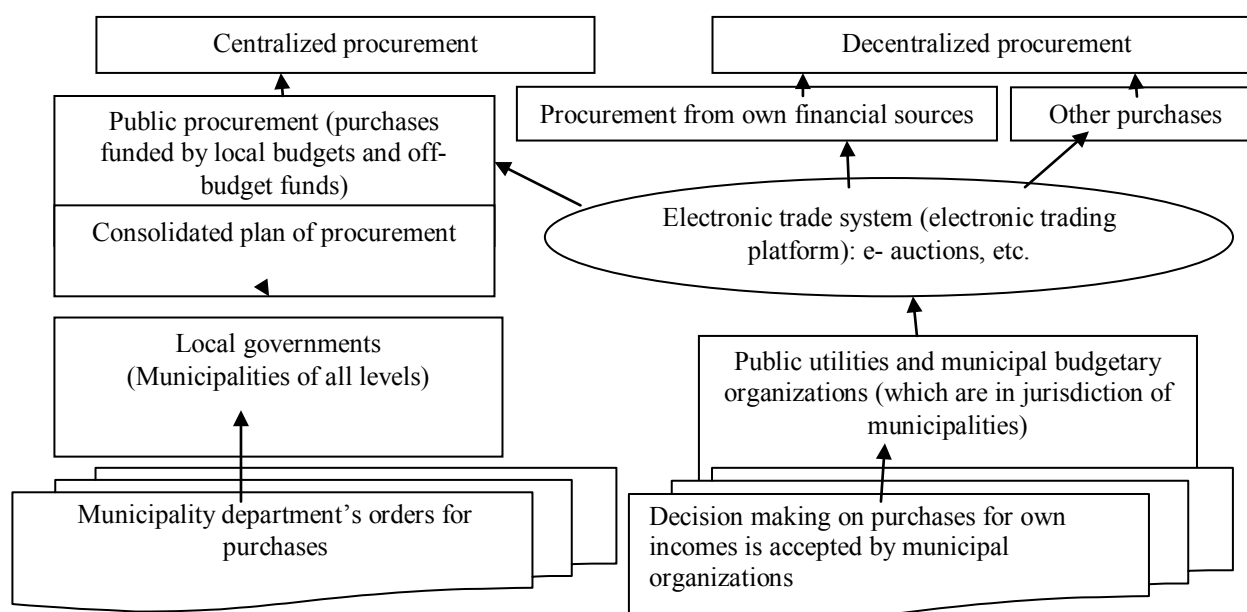 Centralized procurement
Decentralized procurement
Public procurement (purchases
funded by local budgets and off-
budget funds)
Procurement from own financial sources
Other purchases
Consolidated plan of procurement
Electronic trade system (electronic trading
platform): e- auctions, etc.
Local governments
(Municipalities of all levels)
Public utilities and municipal budgetary
organizations (which are in jurisdiction of
municipalities)
Municipality department’s orders for
purchases
Decision making on purchases for own
incomes is accepted by municipal
organizations